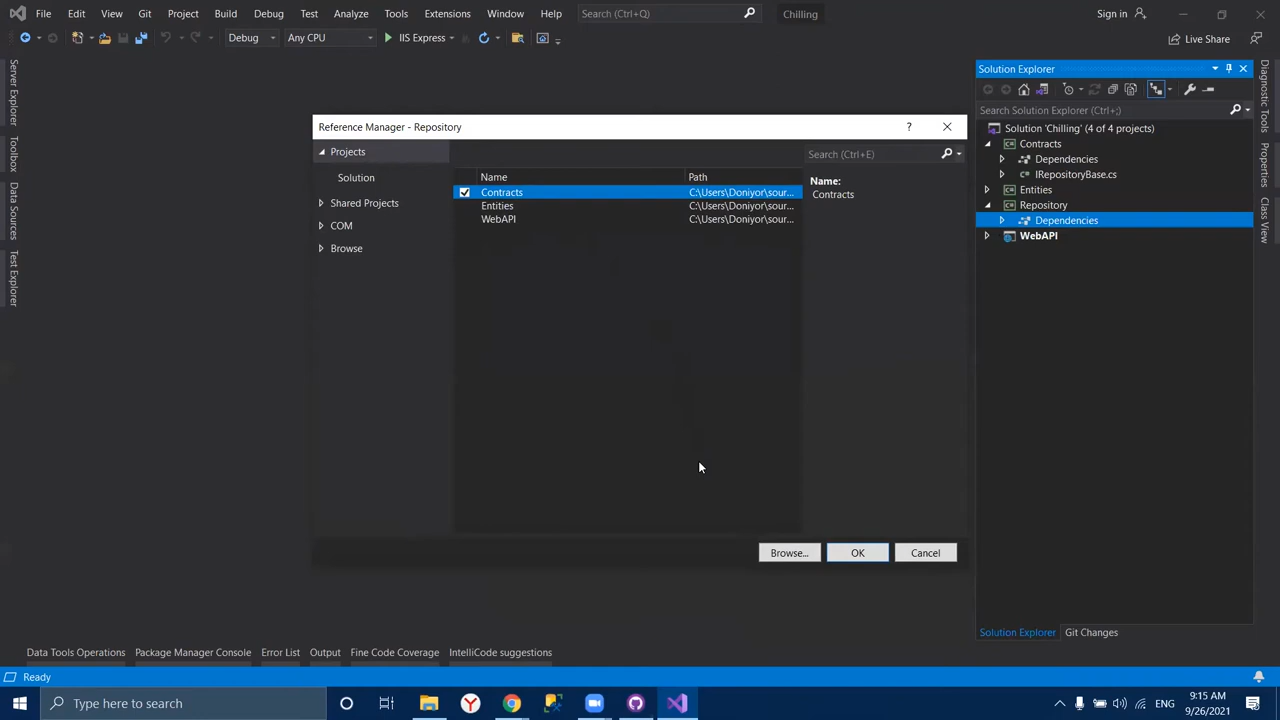 File Edit View Git Project Build Debug Test Analyze Tools Extensions Window Help Search (Ctrl+Q) Chilling Sign in
Debug Any CPU IIS Express Live Share
Server Explorer
Toolbox
Data Sources
Test Explorer
Reference Manager - Repository ?
Projects
Solution
Shared Projects
COM
Browse
Name Path
Contracts C:\Users\Doniyor\sour...
Entities C:\Users\Doniyor\sour...
WebAPI C:\Users\Doniyor\sour...
Search (Ctrl+E)
Name:
Contracts
Browse... OK Cancel
Solution Explorer
Search Solution Explorer (Ctrl+;)
Solution 'Chilling' (4 of 4 projects)
Contracts
Dependencies
IRepositoryBase.cs
Entities
Repository
Dependencies
WebAPI
Solution Explorer Git Changes
Diagnostic Tools
Properties
Class View
Data Tools Operations Package Manager Console Error List Output Fine Code Coverage IntelliCode suggestions
Ready
Type here to search
ENG
9:15 AM
9/26/2021